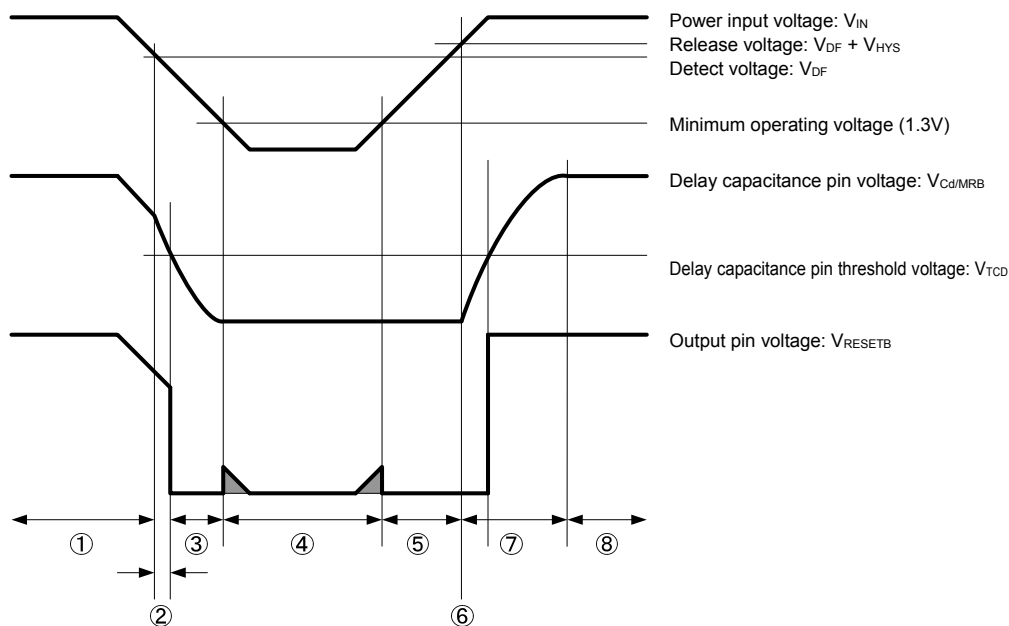 Power input voltage: VIN
Release voltage: VDF + VHYS
Detect voltage: VDF
Minimum operating voltage (1.3V)
Delay capacitance pin voltage: VCd/MRB
Delay capacitance pin threshold voltage: VTCD
Output pin voltage: VRESETB
① ③ ④ ⑤ ⑦ ⑧
② ⑥